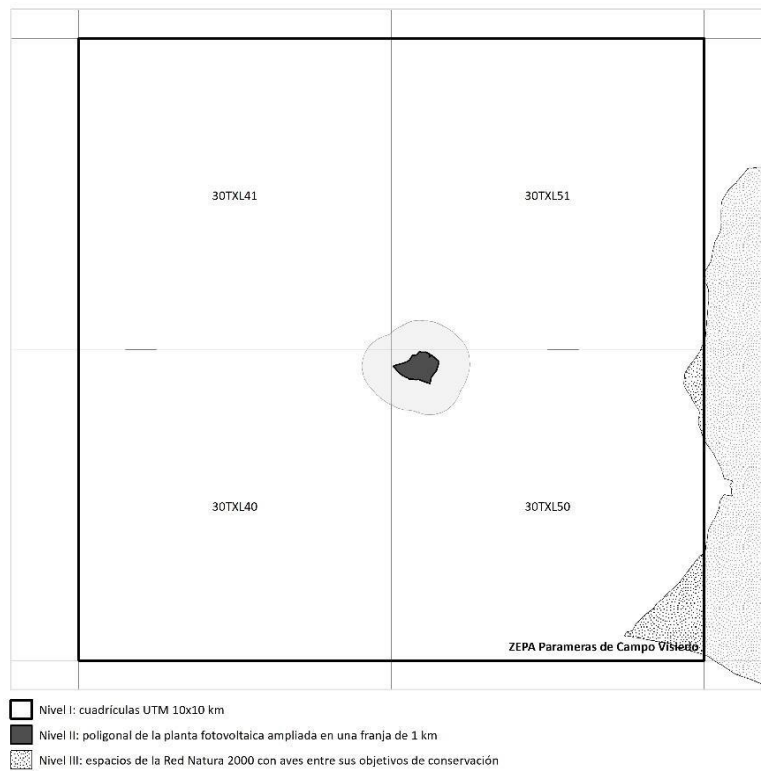 30TXL41 30TXL51
30TXL40 30TXL50
ZEPA Parameras de Campo Visiedo
Nivel I: cuadrículas UTM 10x10 km
Nivel II: poligonal de la planta fotovoltaica ampliada en una franja de 1 km
Nivel III: espacios de la Red Natura 2000 con aves entre sus objetivos de conservación